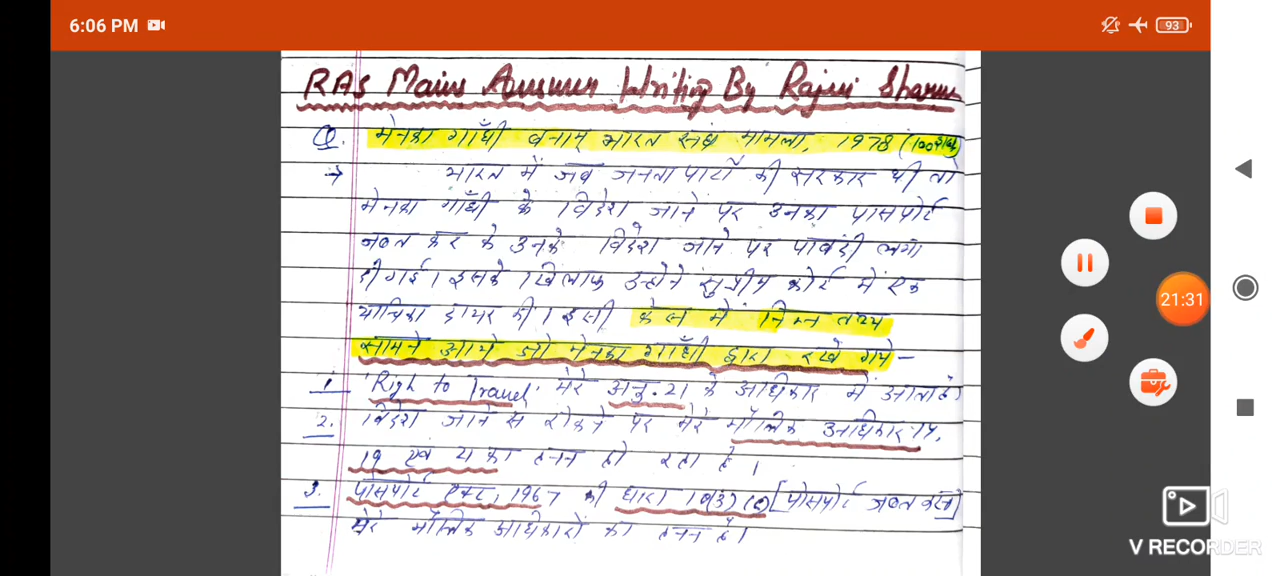 6:06 PM
93
RAS Mains Answer Writing By Rajni Sharma
Q. मेनका गाँधी बनाम भारत संघ मामला, 1978 (100शब्द)
→ भारत में जब जनता पार्टी की सरकार थी तो
मेनका गाँधी के विदेश जाने पर उनका पासपोर्ट
जब्त कर के उनके विदेश जाने पर पाबंदी लगा
दी गई। इसके खिलाफ उन्होंने सुप्रीम कोर्ट में एक
याचिका दायर की। इसी केस में निम्न तथ्य
सामने आये जो मेनका गाँधी द्वारा रखे गये –
1. 'Right to Travel' मेरे अनु. 21 के अधिकार में आता है।
2. विदेश जाने से रोकने पर मेरे मौलिक अधिकार 14,
19 एवं 21 का हनन हो रहा है।
3. पासपोर्ट एक्ट, 1967 की धारा 10(3)(c) [पासपोर्ट जब्त करना]
मेरे मौलिक अधिकारों का हनन है।
21:31
V RECORDER